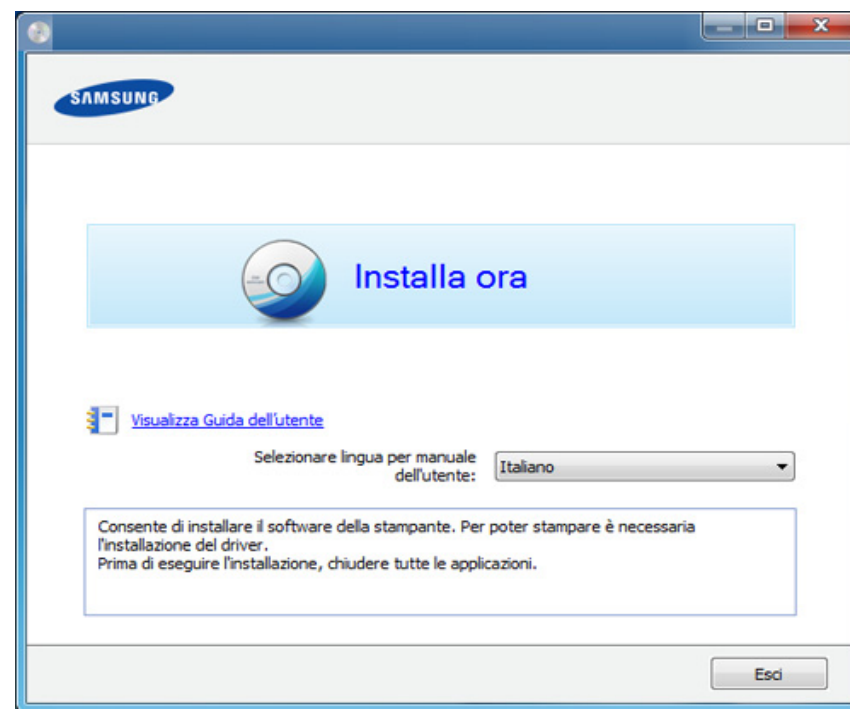 SAMSUNG
Installa ora
Visualizza Guida dell'utente
Selezionare lingua per manuale
dell'utente:
Italiano
Consente di installare il software della stampante. Per poter stampare è necessaria
l'installazione del driver.
Prima di eseguire l'installazione, chiudere tutte le applicazioni.
Esci